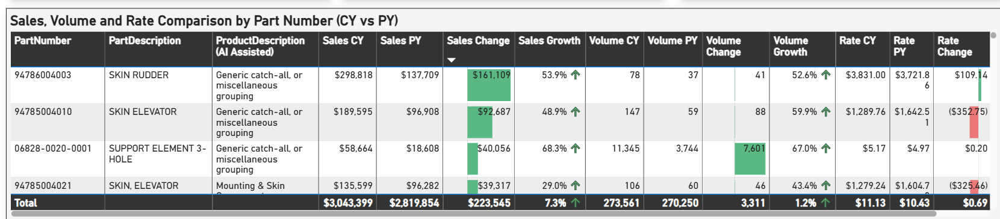 Sales, Volume and Rate Comparison by Part Number (CY vs PY)
PartNumber PartDescription ProductDescription (AI Assisted) Sales CY Sales PY Sales Change Sales Growth Volume CY Volume PY Volume Change Volume Growth Rate CY Rate PY Rate Change
94786004003 SKIN RUDDER Generic catch-all, or miscellaneous grouping $298,818 $137,709 $161,109 53.9% 78 37 41 52.6% $3,831.00 $3,721.86 $109.14
94785004010 SKIN ELEVATOR Generic catch-all, or miscellaneous grouping $189,595 $96,908 $92,687 48.9% 147 59 88 59.9% $1,289.76 $1,642.51 ($352.75)
06828-0020-0001 SUPPORT ELEMENT 3-HOLE Generic catch-all, or miscellaneous grouping $58,664 $18,608 $40,056 68.3% 11,345 3,744 7,601 67.0% $5.17 $4.97 $0.20
94785004021 SKIN, ELEVATOR Mounting & Skin $135,599 $96,282 $39,317 29.0% 106 60 46 43.4% $1,279.24 $1,604.7 ($325.46)
Total $3,043,399 $2,819,854 $223,545 7.3% 273,561 270,250 3,311 1.2% $11.13 $10.43 $0.69